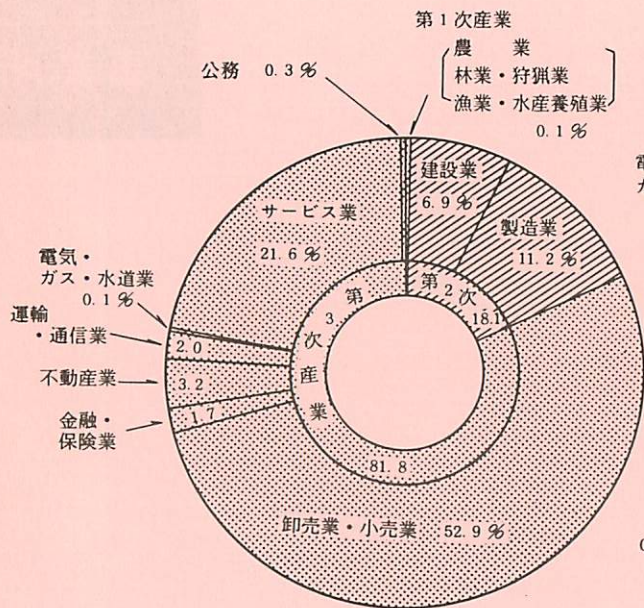 第1次産業
農　　業
林業・狩猟業
漁業・水産養殖業
0.1%
公務 0.3%
建設業
6.9%
製造業
11.2%
サービス業
21.6%
電気・
ガス・水道業
0.1%
運輸
・通信業
2.0
不動産業
3.2
金融・
保険業
1.7
第2次
18.1
第3次産業
81.8
卸売業・小売業 52.9%